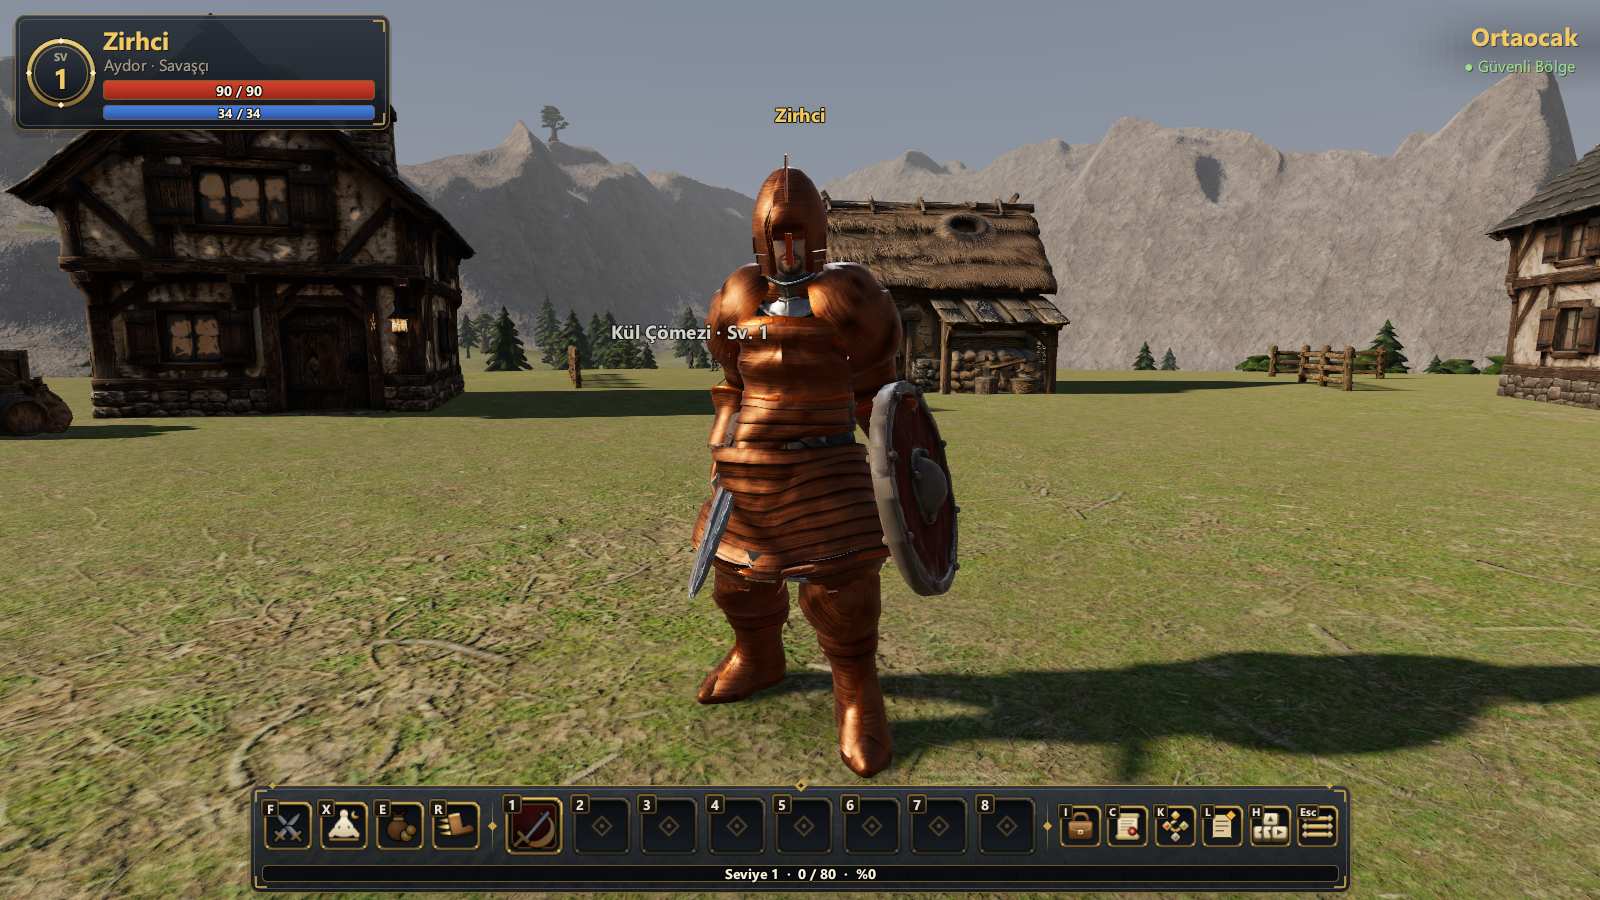 SV
1
Zirhci
Aydor · Savaşçı
90 / 90
34 / 34
Ortaocak
Güvenli Bölge
Zirhci
Kül Çömezi · Sv. 1
F X E R 1 2 3 4 5 6 7 8 I C K L H Esc
Seviye 1 · 0 / 80 · %0